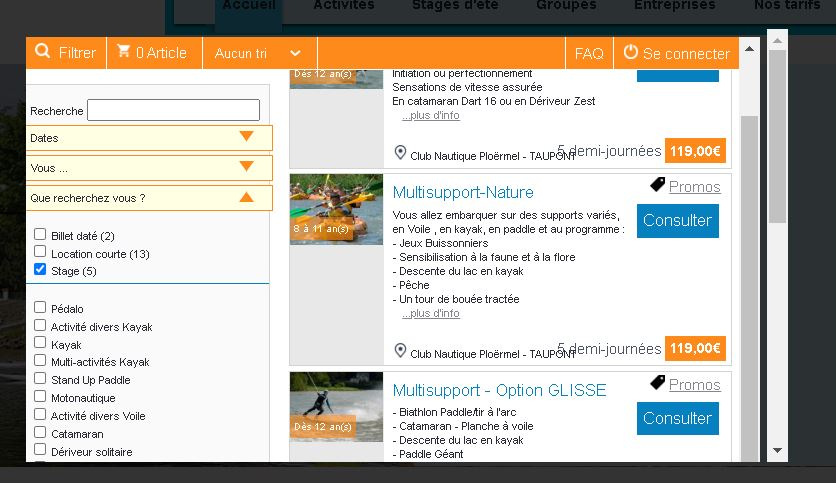 Accueil Activités Stages d'été Groupes Entreprises Nos tarifs
Filtrer 0 Article Aucun tri FAQ Se connecter
Recherche
Dates
Vous ...
Que recherchez vous ?
Billet daté (2)
Location courte (13)
Stage (5)
Pédalo
Activité divers Kayak
Kayak
Multi-activités Kayak
Stand Up Paddle
Motonautique
Activité divers Voile
Catamaran
Dériveur solitaire
Dès 12 an(s)
Initiation ou perfectionnement
Sensations de vitesse assurée
En catamaran Dart 16 ou en Dériveur Zest
...plus d'info
Club Nautique Ploërmel - TAUPONT
5 demi-journées 119,00€
8 à 11 an(s)
Multisupport-Nature
Promos
Consulter
Vous allez embarquer sur des supports variés,
en Voile , en kayak, en paddle et au programme :
- Jeux Buissonniers
- Sensibilisation à la faune et à la flore
- Descente du lac en kayak
- Pêche
- Un tour de bouée tractée
...plus d'info
Club Nautique Ploërmel - TAUPONT
5 demi-journées 119,00€
Dès 12 an(s)
Multisupport - Option GLISSE
Promos
Consulter
- Biathlon Paddle/tir à l'arc
- Catamaran - Planche à voile
- Descente du lac en kayak
- Paddle Géant